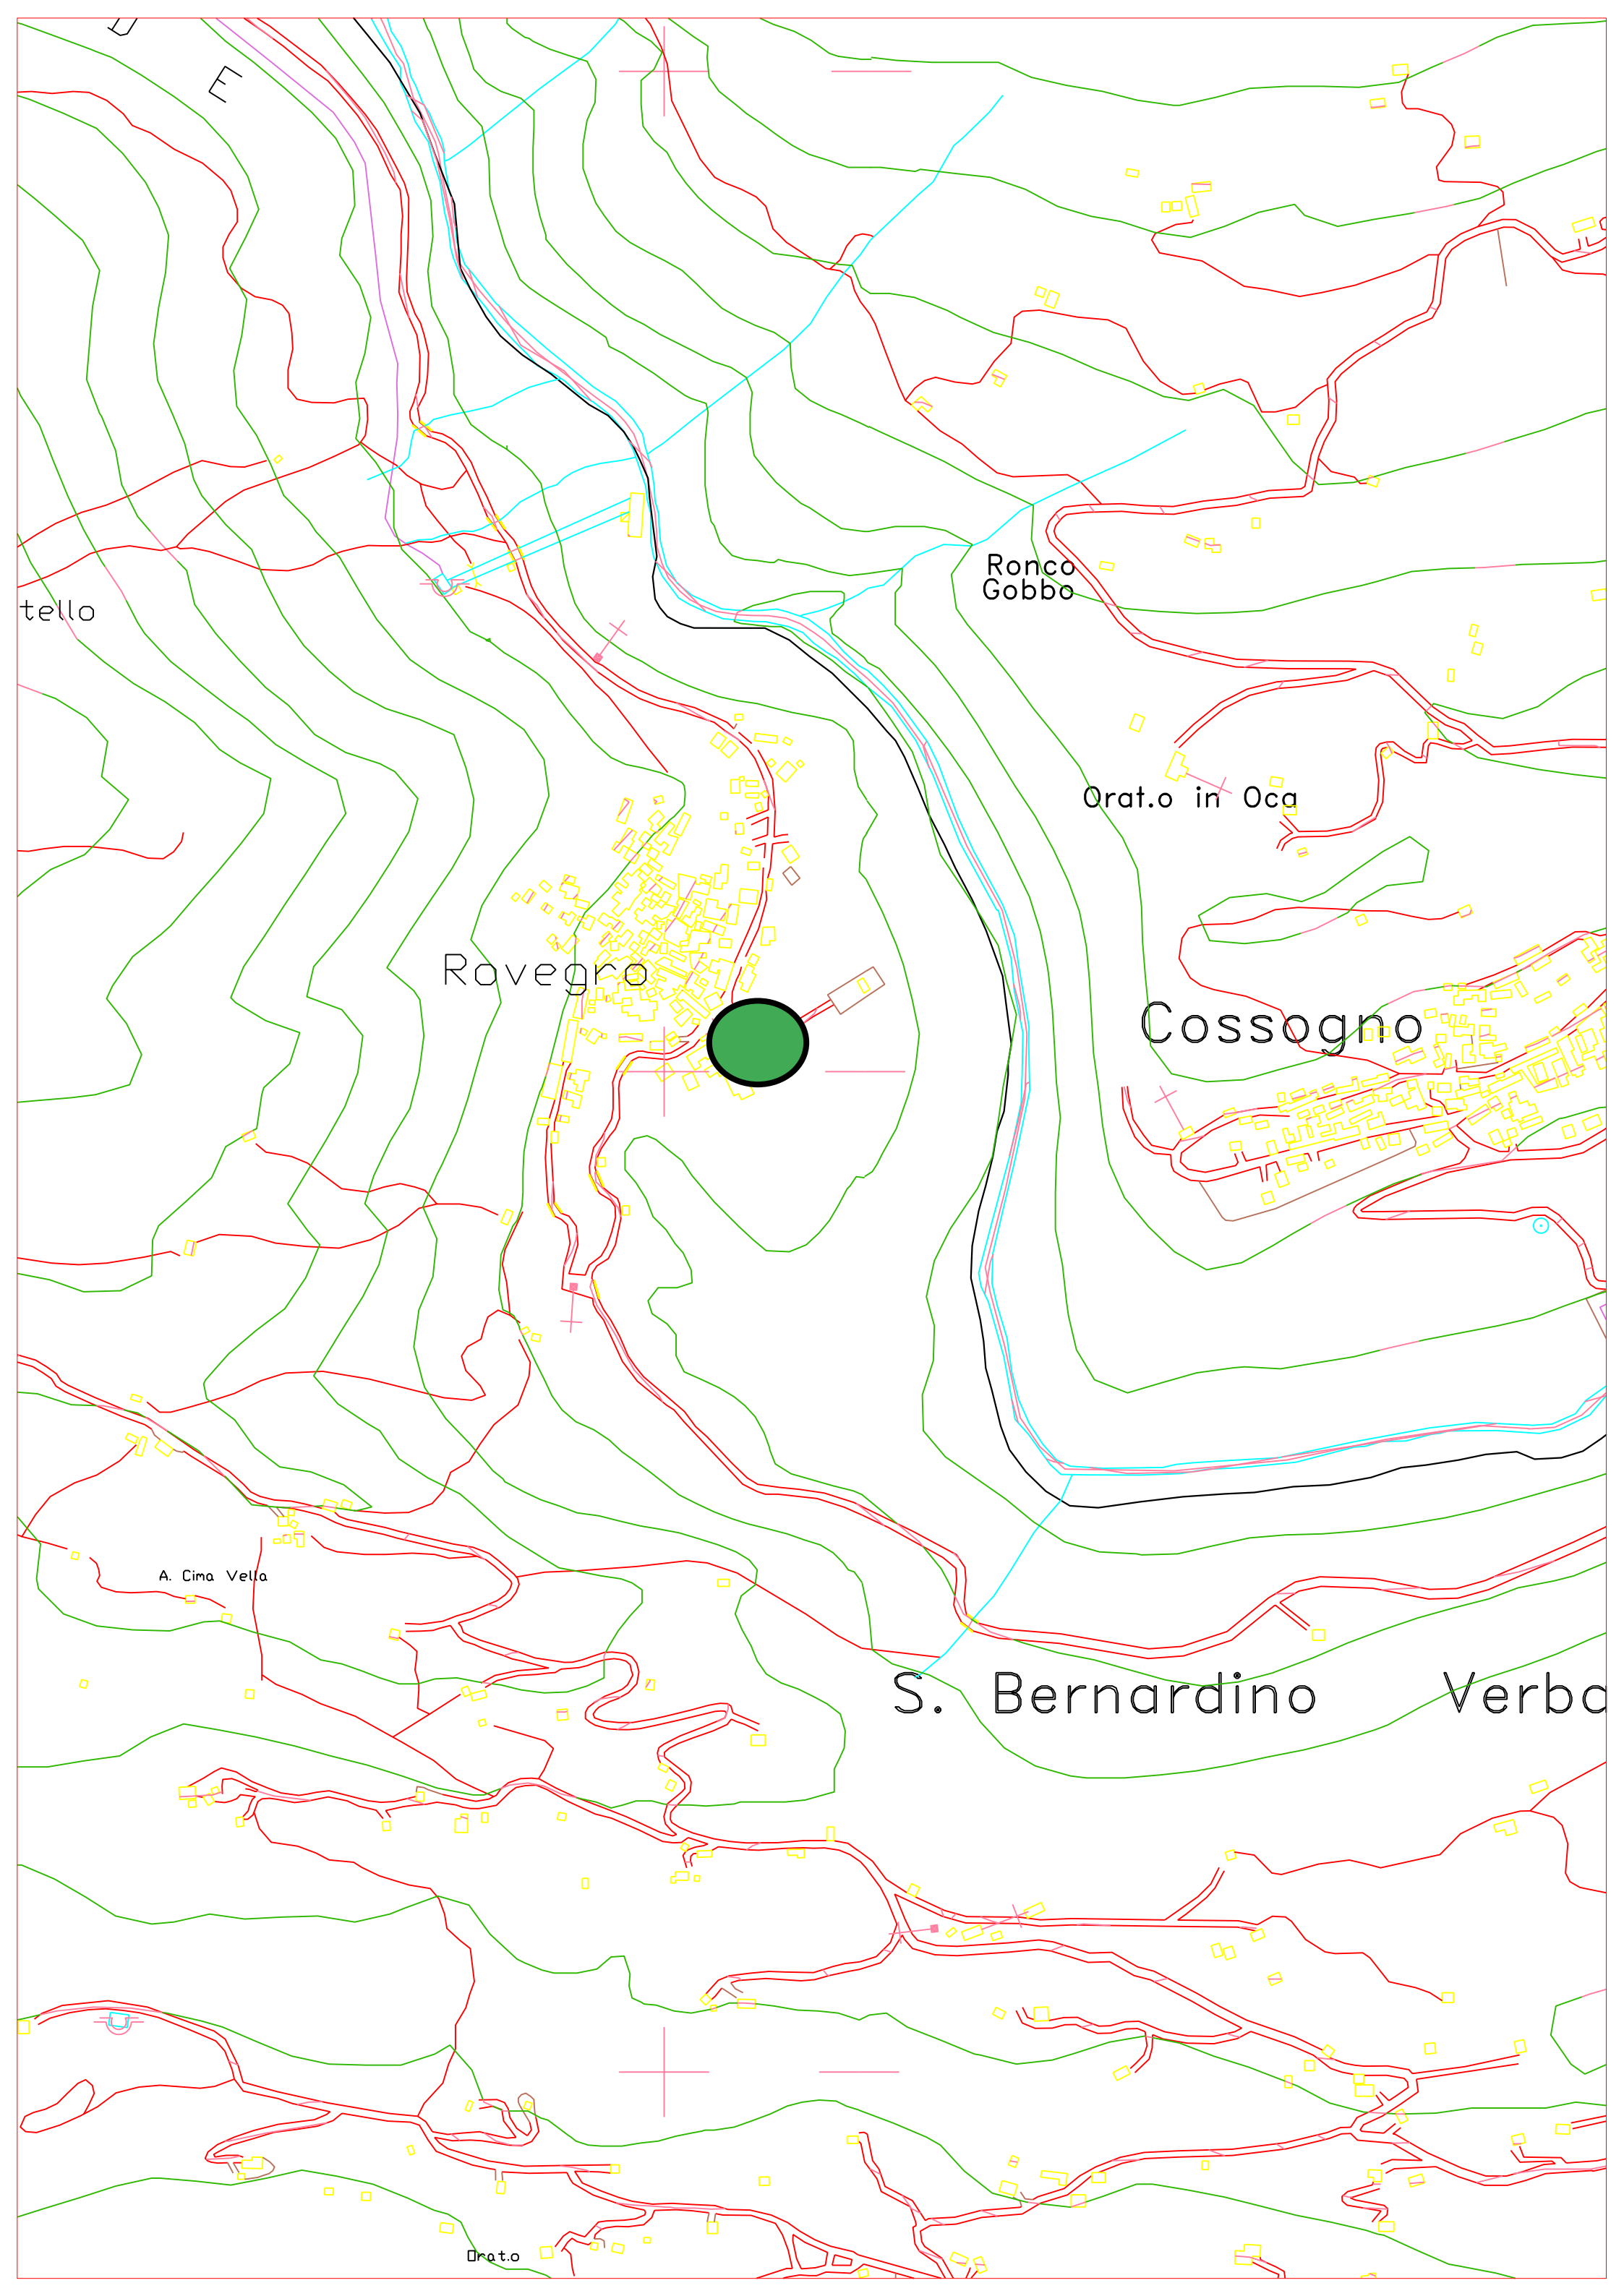 E
tello
Ronco
Gobbo
Orat.o in Oca
Rovegro
Cossogno
A. Cima Vella
S. Bernardino Verba
Orat.o